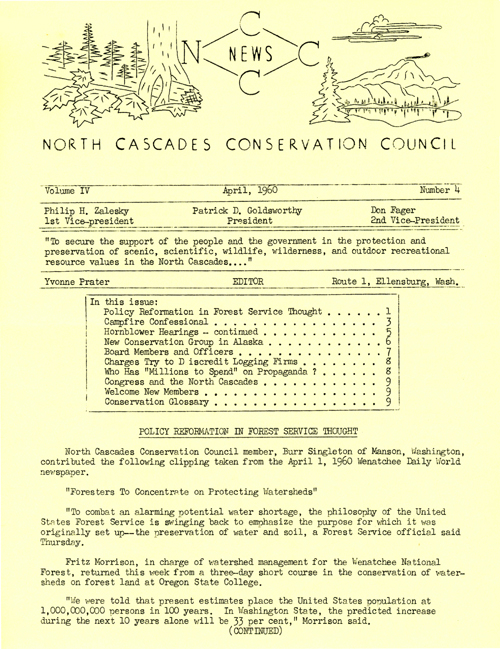 C
N NEWS C
C
NORTH CASCADES CONSERVATION COUNCIL
Volume IV April, 1960 Number 4
Philip H. Zalesky Patrick D. Goldsworthy Don Fager
1st Vice-president President 2nd Vice-President
"To secure the support of the people and the government in the protection and
preservation of scenic, scientific, wildlife, wilderness, and outdoor recreational
resource values in the North Cascades...."
Yvonne Prater EDITOR Route 1, Ellensburg, Wash.
In this issue:
Policy Reformation in Forest Service Thought . . . . . . 1
Campfire Confessional . . . . . . . . . . . . . . . . . 3
Hornblower Hearings -- continued . . . . . . . . . . . . 5
New Conservation Group in Alaska . . . . . . . . . . . . 6
Board Members and Officers . . . . . . . . . . . . . . . 7
Charges Try to D iscredit Logging Firms . . . . . . . . 8
Who Has "Millions to Spend" on Propaganda ? . . . . . . 8
Congress and the North Cascades . . . . . . . . . . . . 9
Welcome New Members . . . . . . . . . . . . . . . . . . 9
Conservation Glossary . . . . . . . . . . . . . . . . . 9
POLICY REFORMATION IN FOREST SERVICE THOUGHT
North Cascades Conservation Council member, Burr Singleton of Manson, Washington,
contributed the following clipping taken from the April 1, 1960 Wenatchee Daily World
newspaper.
"Foresters To Concentrate on Protecting Watersheds"
"To combat an alarming potential water shortage, the philosophy of the United
States Forest Service is swinging back to emphasize the purpose for which it was
originally set up--the preservation of water and soil, a Forest Service official said
Thursday.
Fritz Morrison, in charge of watershed management for the Wenatchee National
Forest, returned this week from a three-day short course in the conservation of water-
sheds on forest land at Oregon State College.
"We were told that present estimates place the United States population at
1,000,000,000 persons in 100 years. In Washington State, the predicted increase
during the next 10 years alone will be 33 per cent," Morrison said.
(CONTINUED)